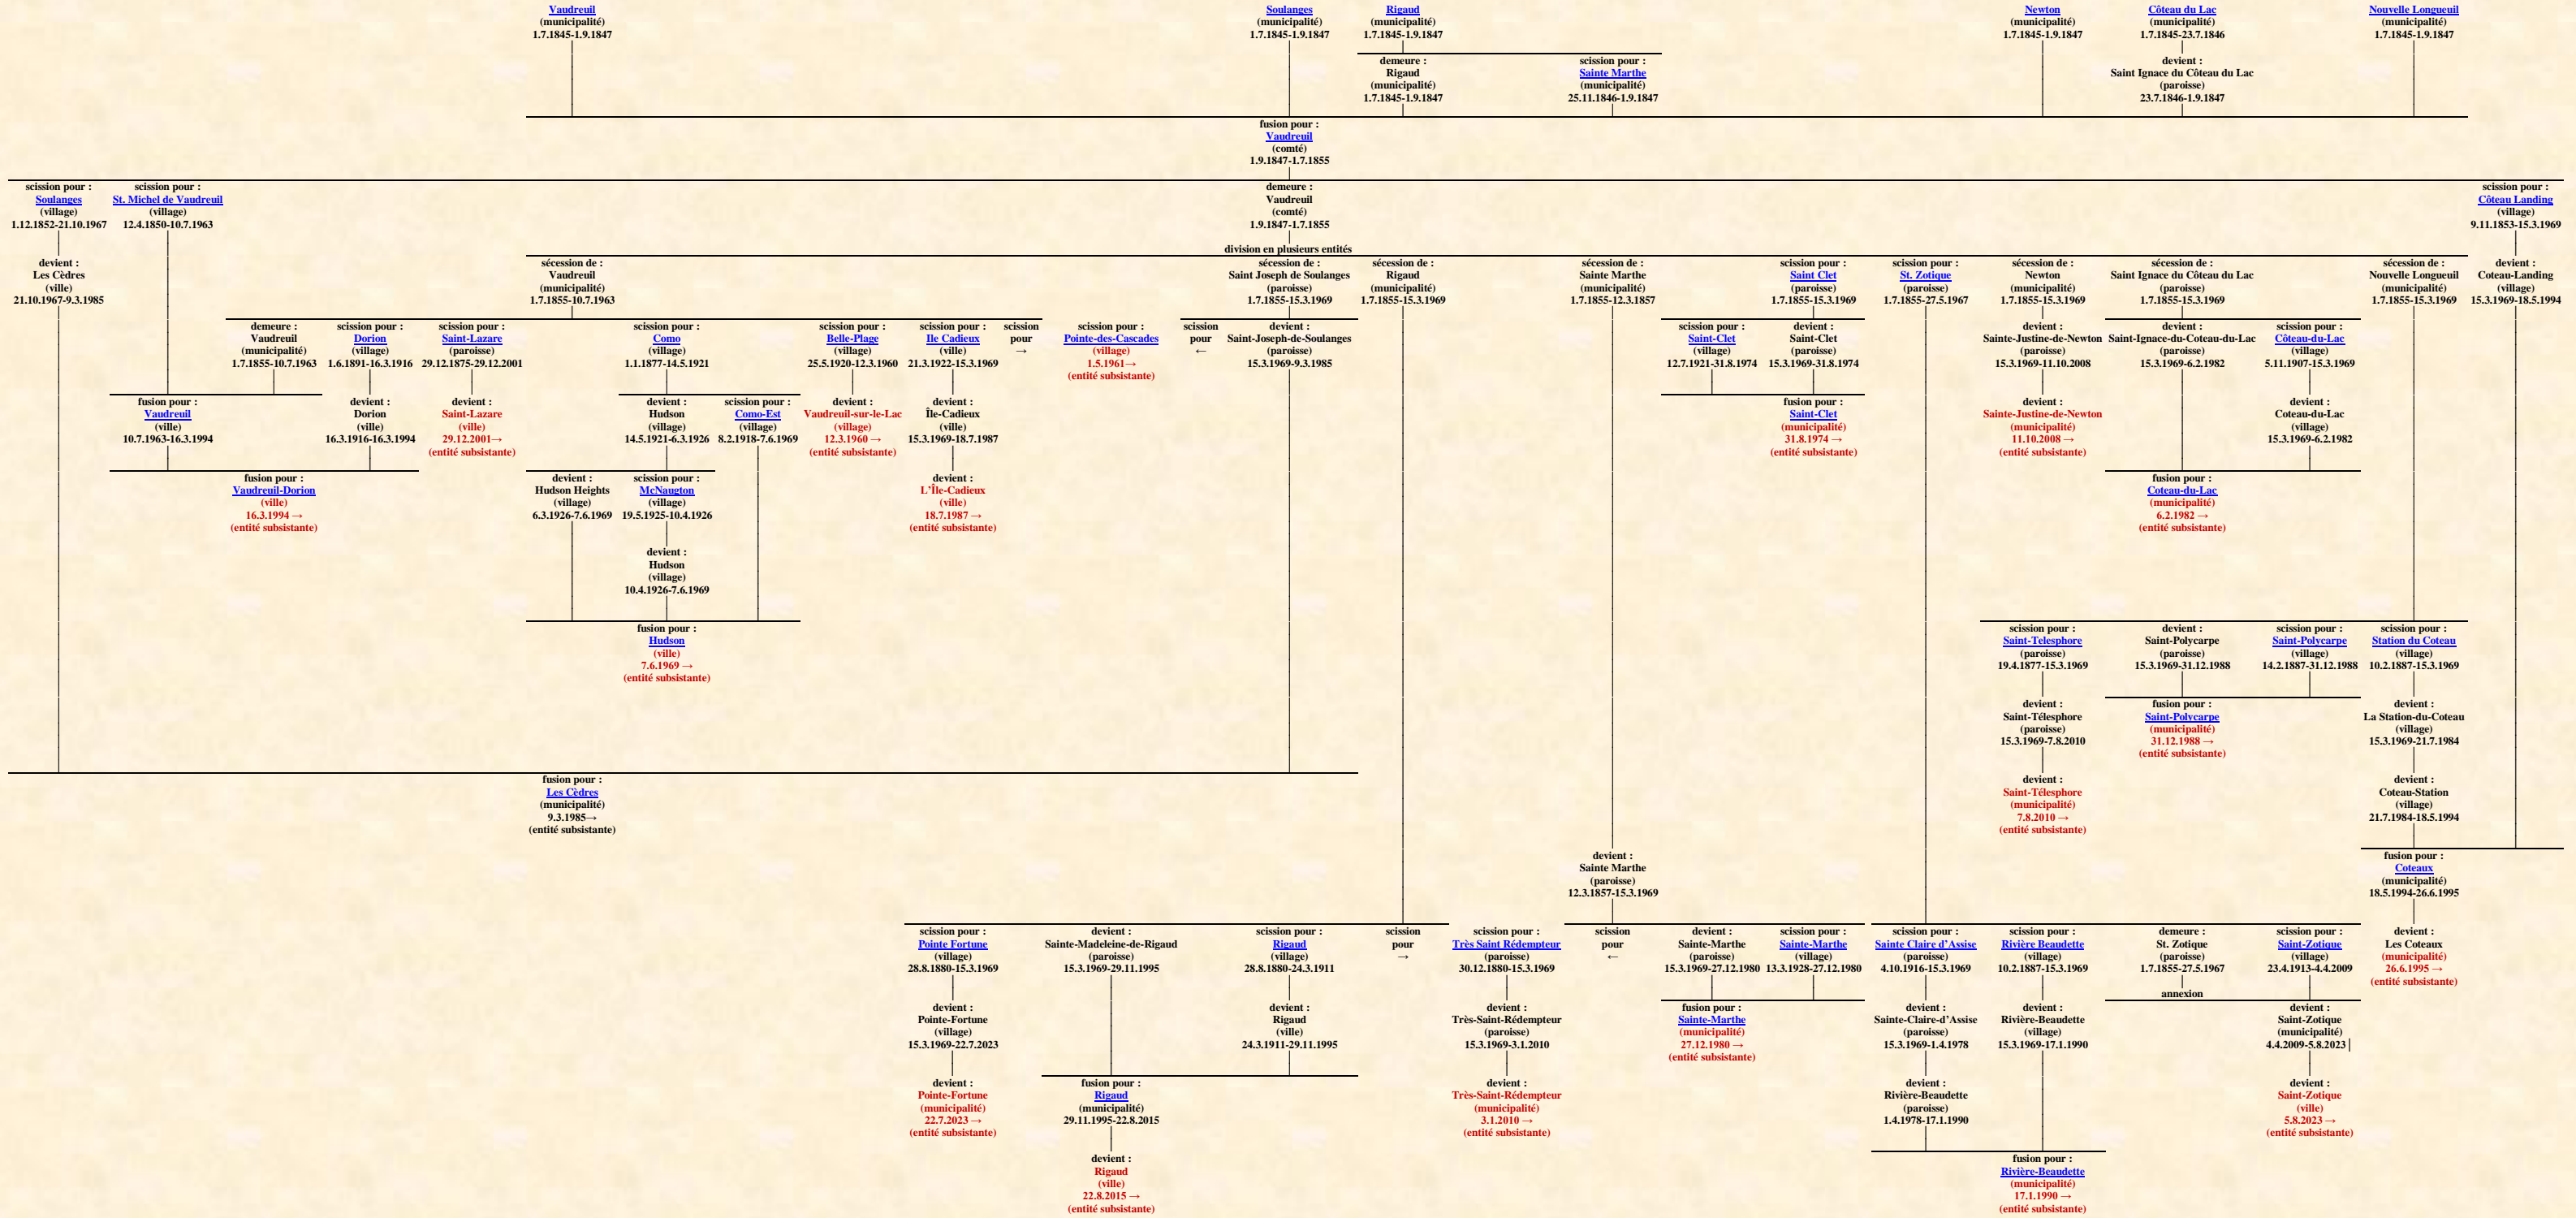 Vaudreuil
(municipalité)
1.7.1845-1.9.1847
Soulanges
(municipalité)
1.7.1845-1.9.1847
Rigaud
(municipalité)
1.7.1845-1.9.1847
Newton
(municipalité)
1.7.1845-1.9.1847
Côteau du Lac
(municipalité)
1.7.1845-23.7.1846
Nouvelle Longueuil
(municipalité)
1.7.1845-1.9.1847
demeure :
Rigaud
(municipalité)
1.7.1845-1.9.1847
scission pour :
Sainte Marthe
(municipalité)
25.11.1846-1.9.1847
devient :
Saint Ignace du Côteau du Lac
(paroisse)
23.7.1846-1.9.1847
fusion pour :
Vaudreuil
(comté)
1.9.1847-1.7.1855
scission pour :
Soulanges
(village)
1.12.1852-21.10.1967
scission pour :
St. Michel de Vaudreuil
(village)
12.4.1850-10.7.1963
demeure :
Vaudreuil
(comté)
1.9.1847-1.7.1855
scission pour :
Côteau Landing
(village)
9.11.1853-15.3.1969
division en plusieurs entités
devient :
Les Cèdres
(ville)
21.10.1967-9.3.1985
sécession de :
Vaudreuil
(municipalité)
1.7.1855-10.7.1963
sécession de :
Saint Joseph de Soulanges
(paroisse)
1.7.1855-15.3.1969
sécession de :
Rigaud
(municipalité)
1.7.1855-15.3.1969
sécession de :
Sainte Marthe
(municipalité)
1.7.1855-12.3.1857
scission pour :
Saint Clet
(paroisse)
1.7.1855-15.3.1969
scission pour :
St. Zotique
(paroisse)
1.7.1855-27.5.1967
sécession de :
Newton
(municipalité)
1.7.1855-15.3.1969
sécession de :
Saint Ignace du Côteau du Lac
(paroisse)
1.7.1855-15.3.1969
sécession de :
Nouvelle Longueuil
(municipalité)
1.7.1855-15.3.1969
devient :
Coteau-Landing
(village)
15.3.1969-18.5.1994
demeure :
Vaudreuil
(municipalité)
1.7.1855-10.7.1963
scission pour :
Dorion
(village)
1.6.1891-16.3.1916
scission pour :
Saint-Lazare
(paroisse)
29.12.1875-29.12.2001
scission pour :
Como
(village)
1.1.1877-14.5.1921
scission pour :
Belle-Plage
(village)
25.5.1920-12.3.1960
scission pour :
Ile Cadieux
(ville)
21.3.1922-15.3.1969
scission
pour
→
scission pour :
Pointe-des-Cascades
(village)
1.5.1961→
(entité subsistante)
scission
pour
←
devient :
Saint-Joseph-de-Soulanges
(paroisse)
15.3.1969-9.3.1985
scission pour :
Saint-Clet
(village)
12.7.1921-31.8.1974
devient :
Saint-Clet
(paroisse)
15.3.1969-31.8.1974
devient :
Sainte-Justine-de-Newton
(paroisse)
15.3.1969-11.10.2008
devient :
Saint-Ignace-du-Coteau-du-Lac
(paroisse)
15.3.1969-6.2.1982
scission pour :
Côteau-du-Lac
(village)
5.11.1907-15.3.1969
fusion pour :
Vaudreuil
(ville)
10.7.1963-16.3.1994
devient :
Dorion
(ville)
16.3.1916-16.3.1994
devient :
Saint-Lazare
(ville)
29.12.2001→
(entité subsistante)
devient :
Hudson
(village)
14.5.1921-6.3.1926
scission pour :
Como-Est
(village)
8.2.1918-7.6.1969
devient :
Vaudreuil-sur-le-Lac
(village)
12.3.1960 →
(entité subsistante)
devient :
Île-Cadieux
(ville)
15.3.1969-18.7.1987
fusion pour :
Saint-Clet
(municipalité)
31.8.1974 →
(entité subsistante)
devient :
Sainte-Justine-de-Newton
(municipalité)
11.10.2008 →
(entité subsistante)
devient :
Coteau-du-Lac
(village)
15.3.1969-6.2.1982
fusion pour :
Vaudreuil-Dorion
(ville)
16.3.1994 →
(entité subsistante)
devient :
Hudson Heights
(village)
6.3.1926-7.6.1969
scission pour :
McNaugton
(village)
19.5.1925-10.4.1926
devient :
L'Île-Cadieux
(ville)
18.7.1987 →
(entité subsistante)
fusion pour :
Coteau-du-Lac
(municipalité)
6.2.1982 →
(entité subsistante)
devient :
Hudson
(village)
10.4.1926-7.6.1969
fusion pour :
Hudson
(ville)
7.6.1969 →
(entité subsistante)
scission pour :
Saint-Telesphore
(paroisse)
19.4.1877-15.3.1969
devient :
Saint-Polycarpe
(paroisse)
15.3.1969-31.12.1988
scission pour :
Saint-Polycarpe
(village)
14.2.1887-31.12.1988
scission pour :
Station du Coteau
(village)
10.2.1887-15.3.1969
devient :
Saint-Télesphore
(paroisse)
15.3.1969-7.8.2010
fusion pour :
Saint-Polycarpe
(municipalité)
31.12.1988 →
(entité subsistante)
devient :
La Station-du-Coteau
(village)
15.3.1969-21.7.1984
fusion pour :
Les Cèdres
(municipalité)
9.3.1985→
(entité subsistante)
devient :
Saint-Télesphore
(municipalité)
7.8.2010 →
(entité subsistante)
devient :
Coteau-Station
(village)
21.7.1984-18.5.1994
devient :
Sainte Marthe
(paroisse)
12.3.1857-15.3.1969
fusion pour :
Coteaux
(municipalité)
18.5.1994-26.6.1995
scission pour :
Pointe Fortune
(village)
28.8.1880-15.3.1969
devient :
Sainte-Madeleine-de-Rigaud
(paroisse)
15.3.1969-29.11.1995
scission pour :
Rigaud
(village)
28.8.1880-24.3.1911
scission
pour
→
scission pour :
Très Saint Rédempteur
(paroisse)
30.12.1880-15.3.1969
scission
pour
←
devient :
Sainte-Marthe
(paroisse)
15.3.1969-27.12.1980
scission pour :
Sainte-Marthe
(village)
13.3.1928-27.12.1980
scission pour :
Sainte Claire d'Assise
(paroisse)
4.10.1916-15.3.1969
scission pour :
Rivière Beaudette
(village)
10.2.1887-15.3.1969
demeure :
St. Zotique
(paroisse)
1.7.1855-27.5.1967
scission pour :
Saint-Zotique
(village)
23.4.1913-4.4.2009
devient :
Les Coteaux
(municipalité)
26.6.1995 →
(entité subsistante)
annexion
devient :
Pointe-Fortune
(village)
15.3.1969-22.7.2023
devient :
Rigaud
(ville)
24.3.1911-29.11.1995
devient :
Très-Saint-Rédempteur
(paroisse)
15.3.1969-3.1.2010
fusion pour :
Sainte-Marthe
(municipalité)
27.12.1980 →
(entité subsistante)
devient :
Sainte-Claire-d'Assise
(paroisse)
15.3.1969-1.4.1978
devient :
Rivière-Beaudette
(village)
15.3.1969-17.1.1990
devient :
Saint-Zotique
(municipalité)
4.4.2009-5.8.2023 |
devient :
Pointe-Fortune
(municipalité)
22.7.2023 →
(entité subsistante)
fusion pour :
Rigaud
(municipalité)
29.11.1995-22.8.2015
devient :
Très-Saint-Rédempteur
(municipalité)
3.1.2010 →
(entité subsistante)
devient :
Rivière-Beaudette
(paroisse)
1.4.1978-17.1.1990
devient :
Saint-Zotique
(ville)
5.8.2023 →
(entité subsistante)
devient :
Rigaud
(ville)
22.8.2015 →
(entité subsistante)
fusion pour :
Rivière-Beaudette
(municipalité)
17.1.1990 →
(entité subsistante)